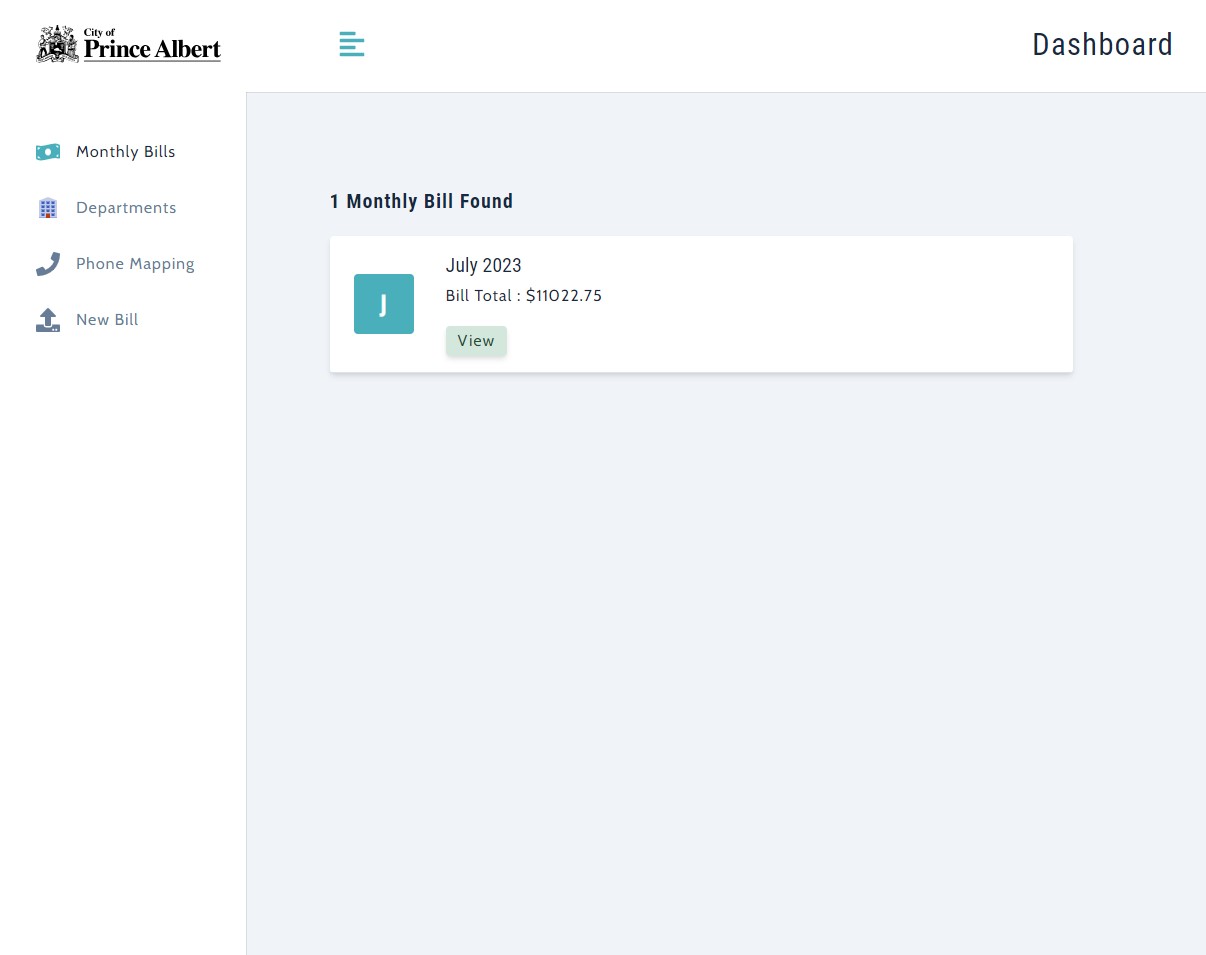 City of
Prince Albert
Dashboard
Monthly Bills
Departments
Phone Mapping
New Bill
1 Monthly Bill Found
J
July 2023
Bill Total : $11022.75
View